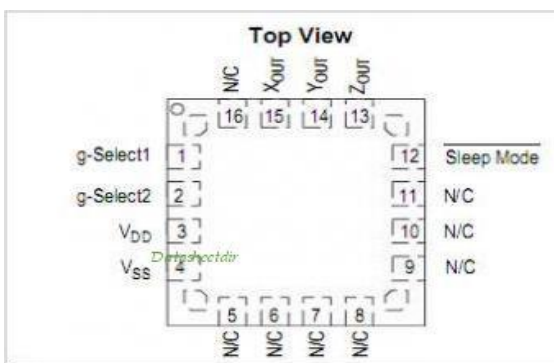 Top View
N/C XOUT YOUT ZOUT
16 15 14 13
g-Select1 1 12 Sleep Mode
g-Select2 2 11 N/C
VDD 3 10 N/C
Datasheetdir
VSS 4 9 N/C
5 6 7 8
N/C N/C N/C N/C